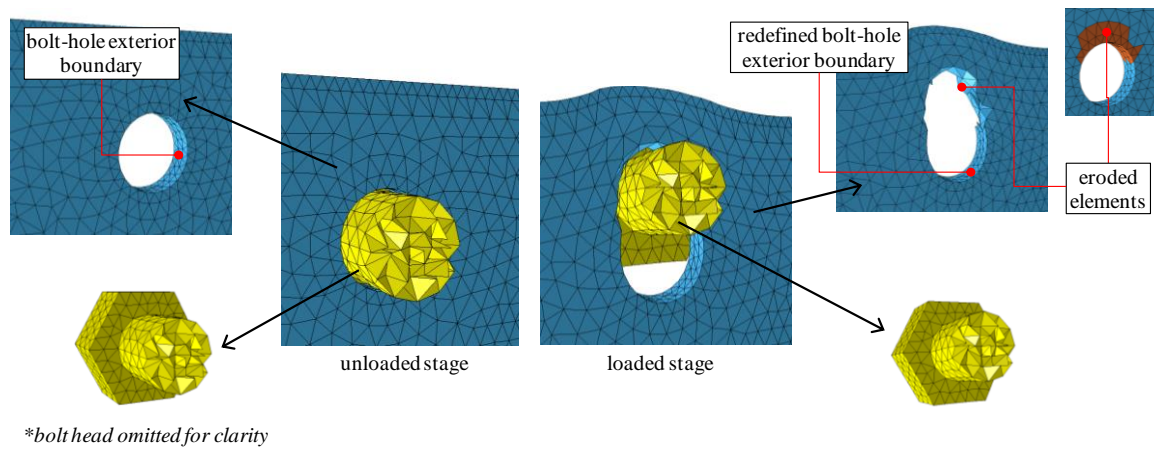 bolt-hole exterior
boundary
redefined bolt-hole
exterior boundary
eroded
elements
unloaded stage
loaded stage
*bolt head omitted for clarity